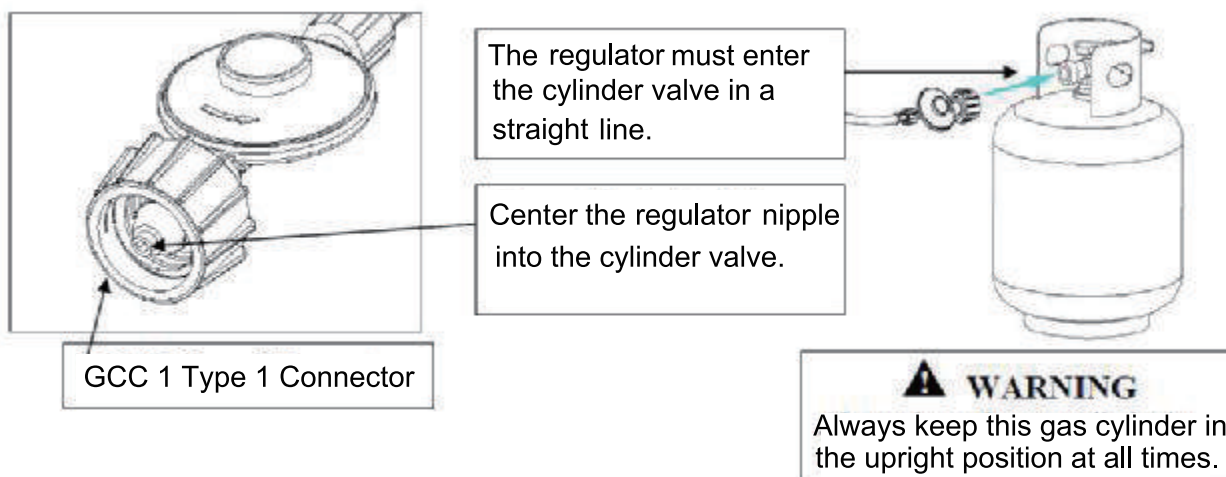 The regulator must enter
the cylinder valve in a
straight line.
Center the regulator nipple
into the cylinder valve.
GCC 1 Type 1 Connector
WARNING
Always keep this gas cylinder in
the upright position at all times.